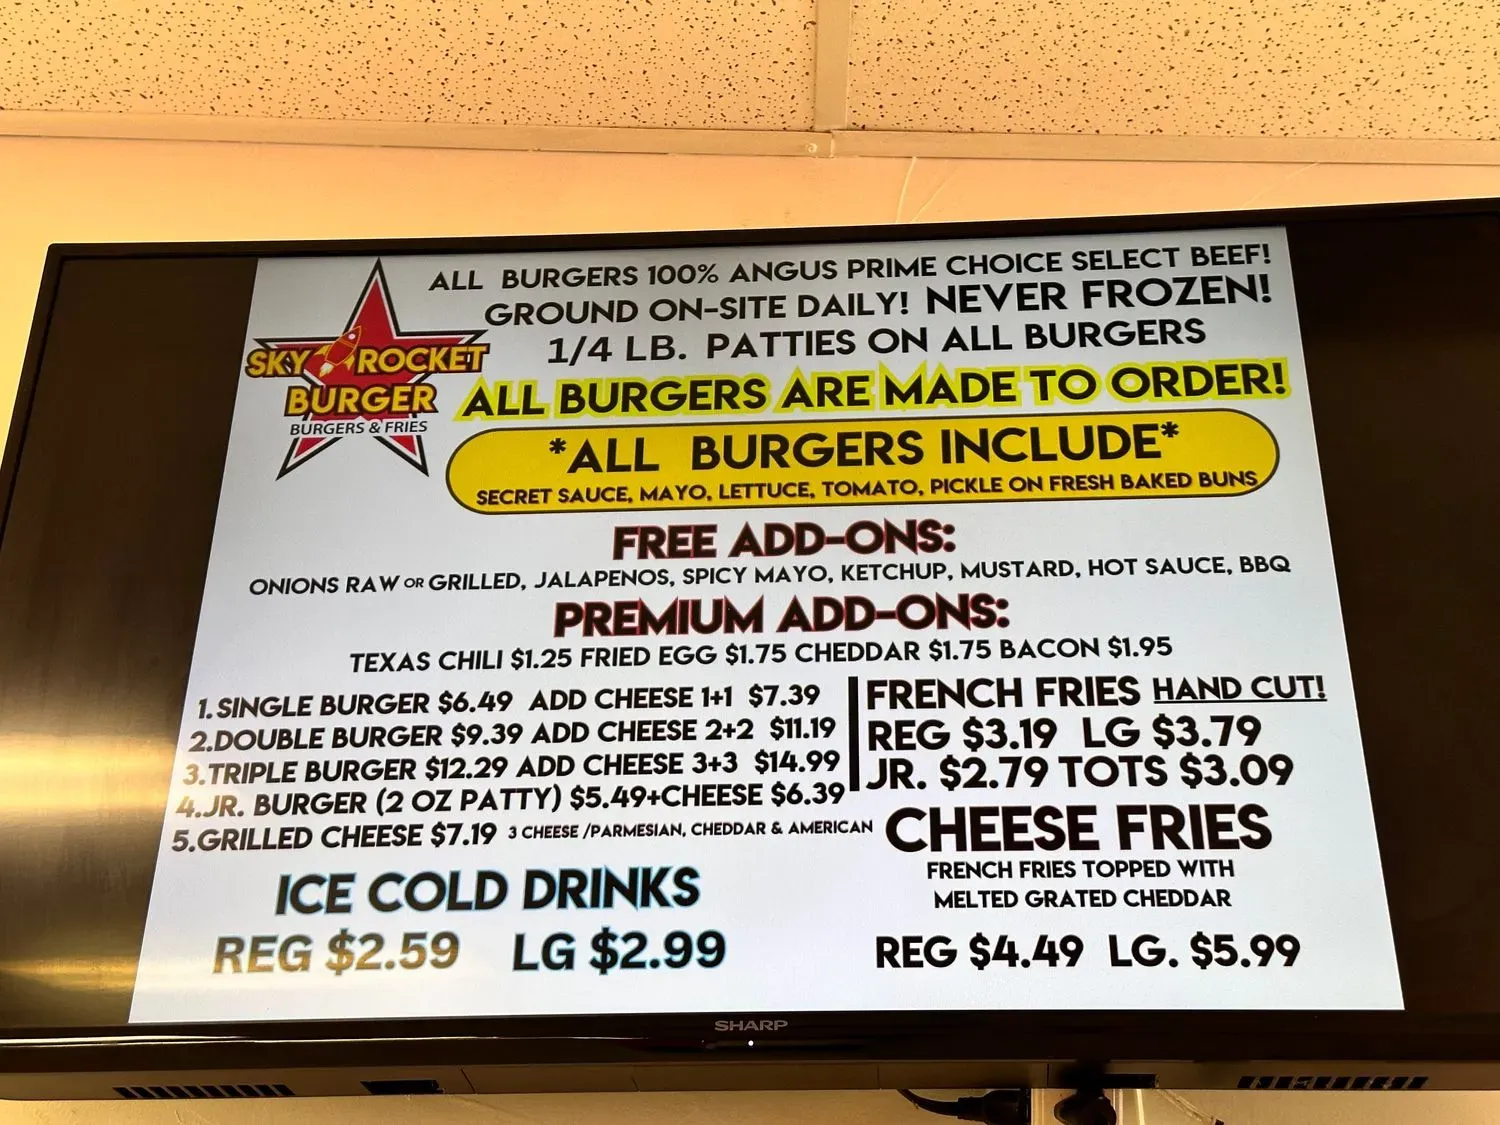 ALL BURGERS 100% ANGUS PRIME CHOICE SELECT BEEF!
GROUND ON-SITE DAILY! NEVER FROZEN!
1/4 LB. PATTIES ON ALL BURGERS
SKY ROCKET
BURGER
BURGERS & FRIES
ALL BURGERS ARE MADE TO ORDER!
*ALL BURGERS INCLUDE*
SECRET SAUCE, MAYO, LETTUCE, TOMATO, PICKLE ON FRESH BAKED BUNS
FREE ADD-ONS:
ONIONS RAW OR GRILLED, JALAPENOS, SPICY MAYO, KETCHUP, MUSTARD, HOT SAUCE, BBQ
PREMIUM ADD-ONS:
TEXAS CHILI $1.25 FRIED EGG $1.75 CHEDDAR $1.75 BACON $1.95
1. SINGLE BURGER $6.49 ADD CHEESE 1+1 $7.39
2.DOUBLE BURGER $9.39 ADD CHEESE 2+2 $11.19
3.TRIPLE BURGER $12.29 ADD CHEESE 3+3 $14.99
4.JR. BURGER (2 OZ PATTY) $5.49+CHEESE $6.39
5.GRILLED CHEESE $7.19 3 CHEESE /PARMESIAN, CHEDDAR & AMERICAN
FRENCH FRIES HAND CUT!
REG $3.19 LG $3.79
JR. $2.79 TOTS $3.09
CHEESE FRIES
FRENCH FRIES TOPPED WITH
MELTED GRATED CHEDDAR
REG $4.49 LG. $5.99
ICE COLD DRINKS
REG $2.59 LG $2.99
SHARP